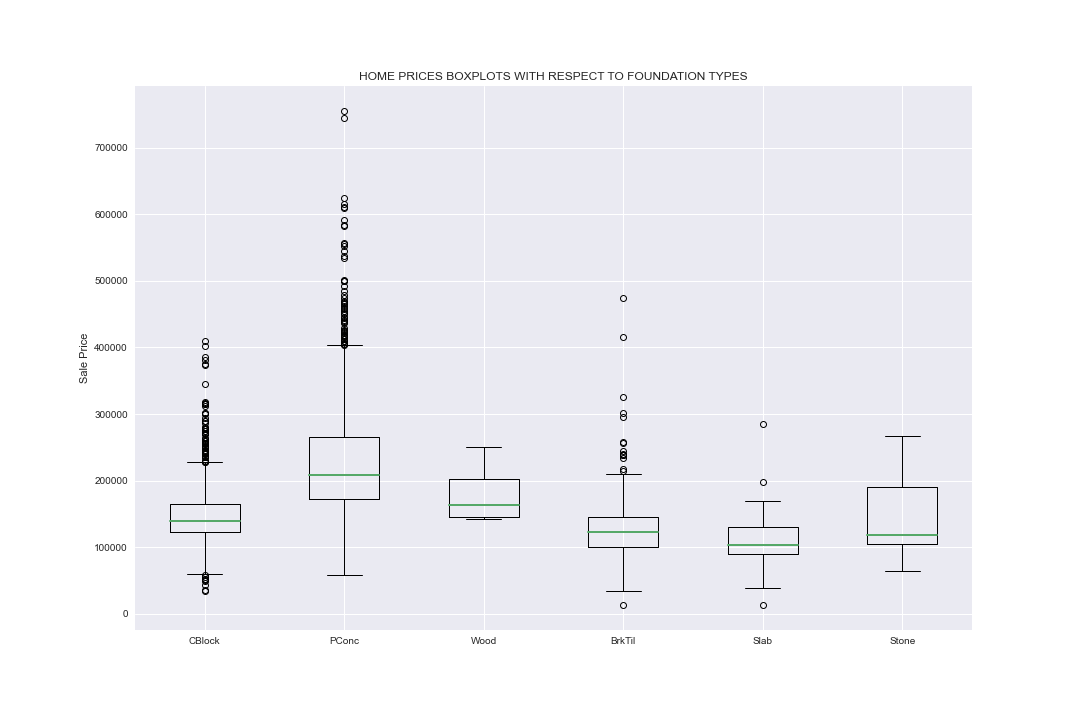 HOME PRICES BOXPLOTS WITH RESPECT TO FOUNDATION TYPES
700000
600000
500000
400000
300000
200000
100000
0
Sale Price
CBlock PConc Wood BrkTil Slab Stone